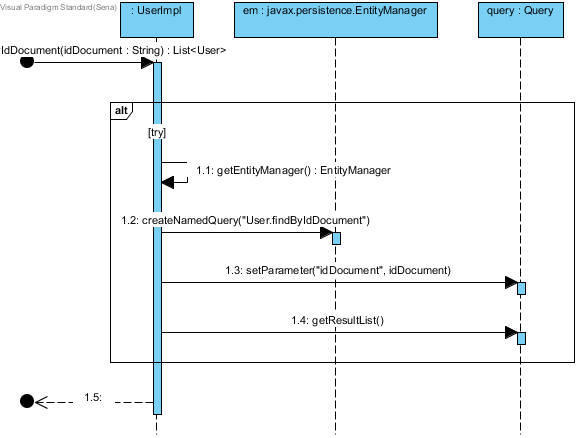 Visual Paradigm Standard(Sena)
: UserImpl
em : javax.persistence.EntityManager
query : Query
IdDocument(idDocument : String) : List<User>
alt
[try]
1.1: getEntityManager() : EntityManager
1.2: createNamedQuery("User.findByIdDocument")
1.3: setParameter("idDocument", idDocument)
1.4: getResultList()
1.5: